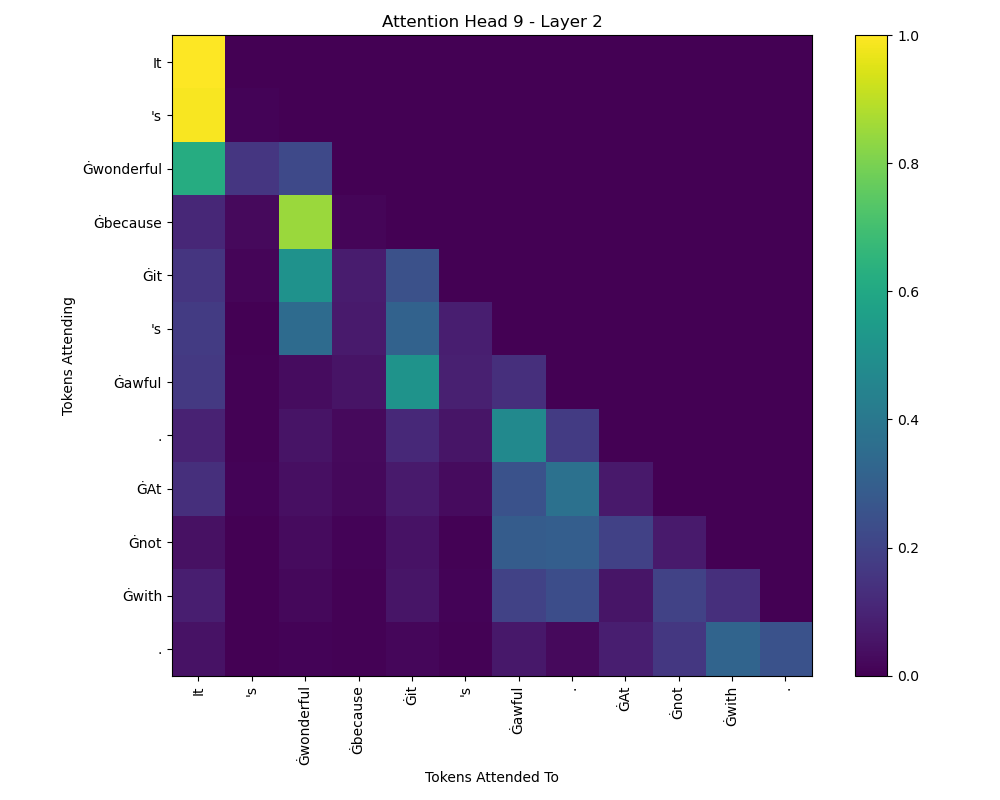 Attention Head 9 - Layer 2
It
's
Ġwonderful
Ġbecause
Ġit
's
Ġawful
.
ĠAt
Ġnot
Ġwith
.
Tokens Attending
It
's
Ġwonderful
Ġbecause
Ġit
's
Ġawful
.
ĠAt
Ġnot
Ġwith
.
Tokens Attended To
1.0
0.8
0.6
0.4
0.2
0.0